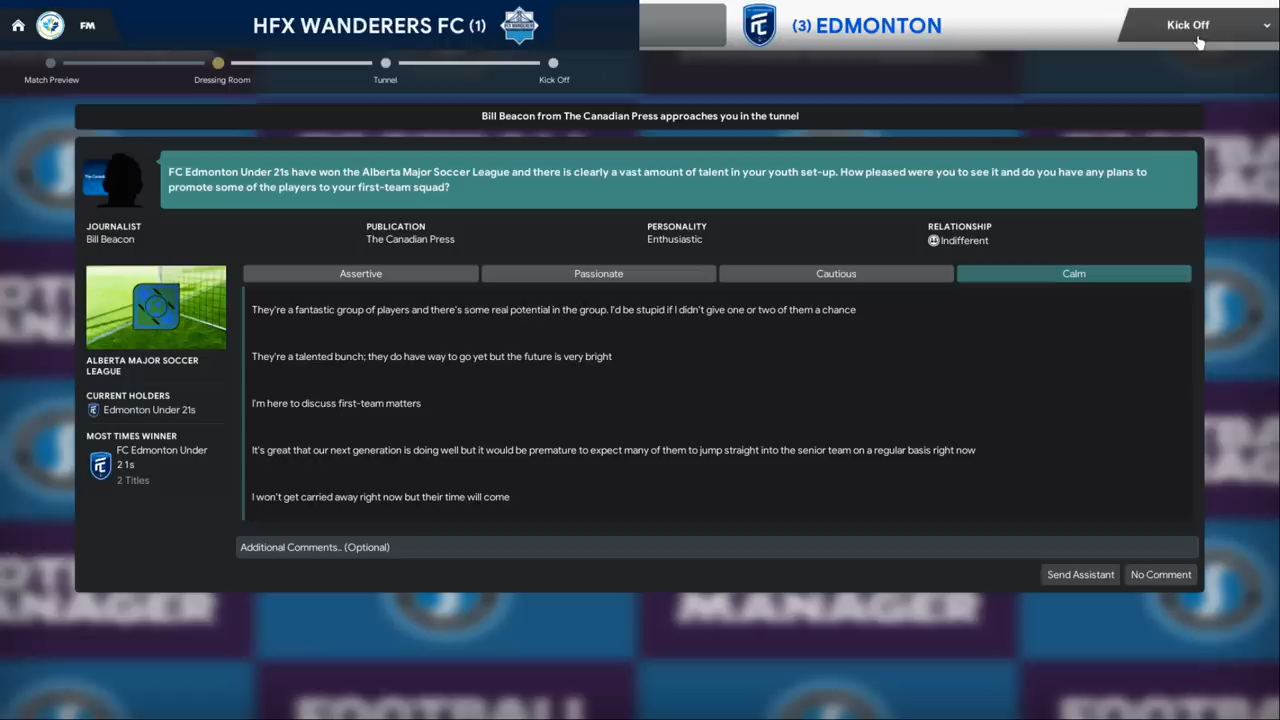 FM
HFX WANDERERS FC (1)
(3) EDMONTON
Kick Off
Match Preview
Dressing Room
Tunnel
Kick Off
Bill Beacon from The Canadian Press approaches you in the tunnel
FC Edmonton Under 21s have won the Alberta Major Soccer League and there is clearly a vast amount of talent in your youth set-up. How pleased were you to see it and do you have any plans to
promote some of the players to your first-team squad?
JOURNALIST
Bill Beacon
PUBLICATION
The Canadian Press
PERSONALITY
Enthusiastic
RELATIONSHIP
Indifferent
Assertive
Passionate
Cautious
Calm
They're a fantastic group of players and there's some real potential in the group. I'd be stupid if I didn't give one or two of them a chance
They're a talented bunch; they do have way to go yet but the future is very bright
I'm here to discuss first-team matters
It's great that our next generation is doing well but it would be premature to expect many of them to jump straight into the senior team on a regular basis right now
I won't get carried away right now but their time will come
ALBERTA MAJOR SOCCER
LEAGUE
CURRENT HOLDERS
Edmonton Under 21s
MOST TIMES WINNER
FC Edmonton Under
2 1s
2 Titles
Additional Comments.. (Optional)
Send Assistant
No Comment
MANAGER
MANAGER
FOOTBALL